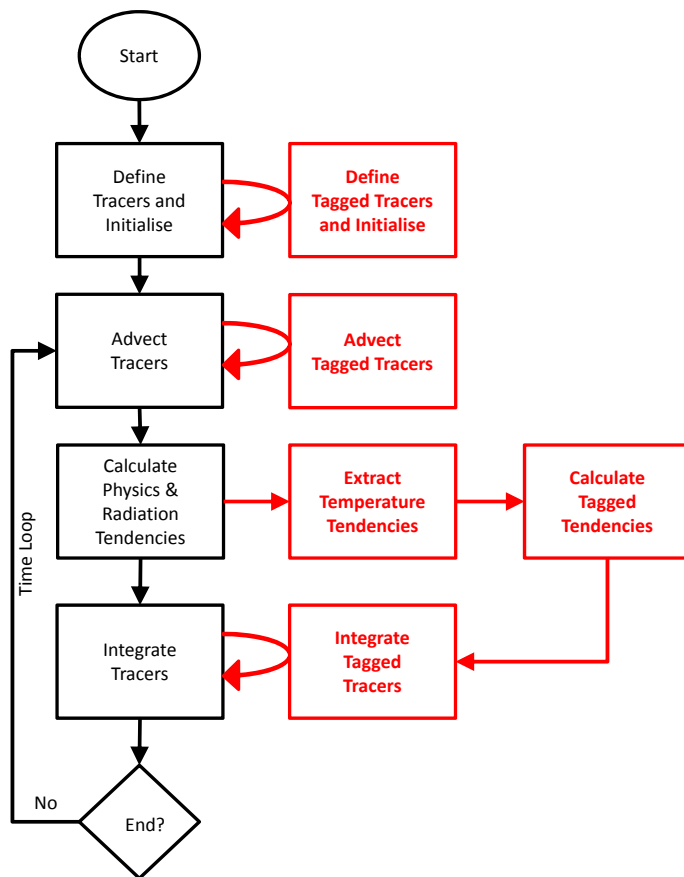 Start
Define
Tracers and
Initialise
Define
Tagged Tracers
and Initialise
Advect
Tracers
Advect
Tagged Tracers
Calculate
Physics &
Radiation
Tendencies
Extract
Temperature
Tendencies
Calculate
Tagged
Tendencies
Time Loop
Integrate
Tracers
Integrate
Tagged
Tracers
No
End?